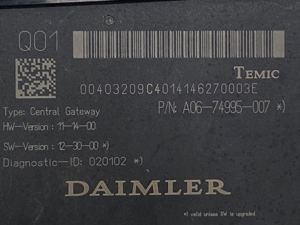 Q01
TEMIC
00403209C4014146270003E
P/N: A06-74995-007 *)
Type: Central Gateway
HW-Version: 11-14-00
SW-Version: 12-30-00 *)
Diagnostic-ID: 020102 *)
DAIMLER
*) valid unless SW is upgraded